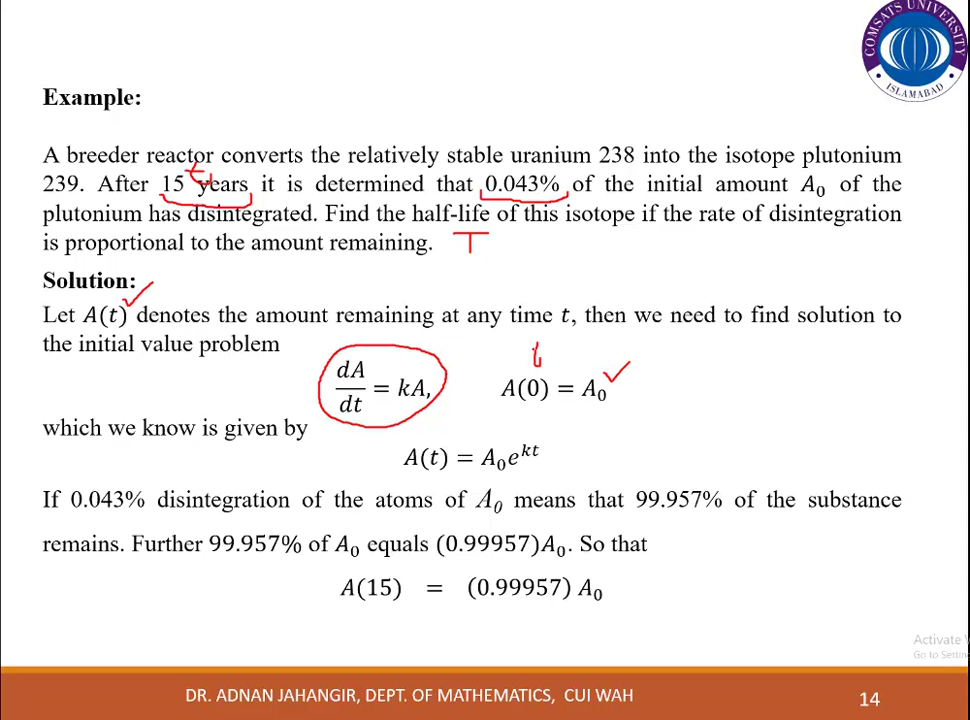 COMSATS UNIVERSITY
ISLAMABAD
Example:
A breeder reactor converts the relatively stable uranium 238 into the isotope plutonium
t
239. After 15 years it is determined that 0.043% of the initial amount A₀ of the
plutonium has disintegrated. Find the half-life of this isotope if the rate of disintegration
is proportional to the amount remaining.
T
Solution:
Let A(t) denotes the amount remaining at any time t, then we need to find solution to
the initial value problem
t
dA/dt = kA, A(0) = A₀
which we know is given by
A(t) = A₀eᵏᵗ
If 0.043% disintegration of the atoms of A₀ means that 99.957% of the substance
remains. Further 99.957% of A₀ equals (0.99957)A₀. So that
A(15) = (0.99957) A₀
Activate
Go to Settin
DR. ADNAN JAHANGIR, DEPT. OF MATHEMATICS, CUI WAH
14